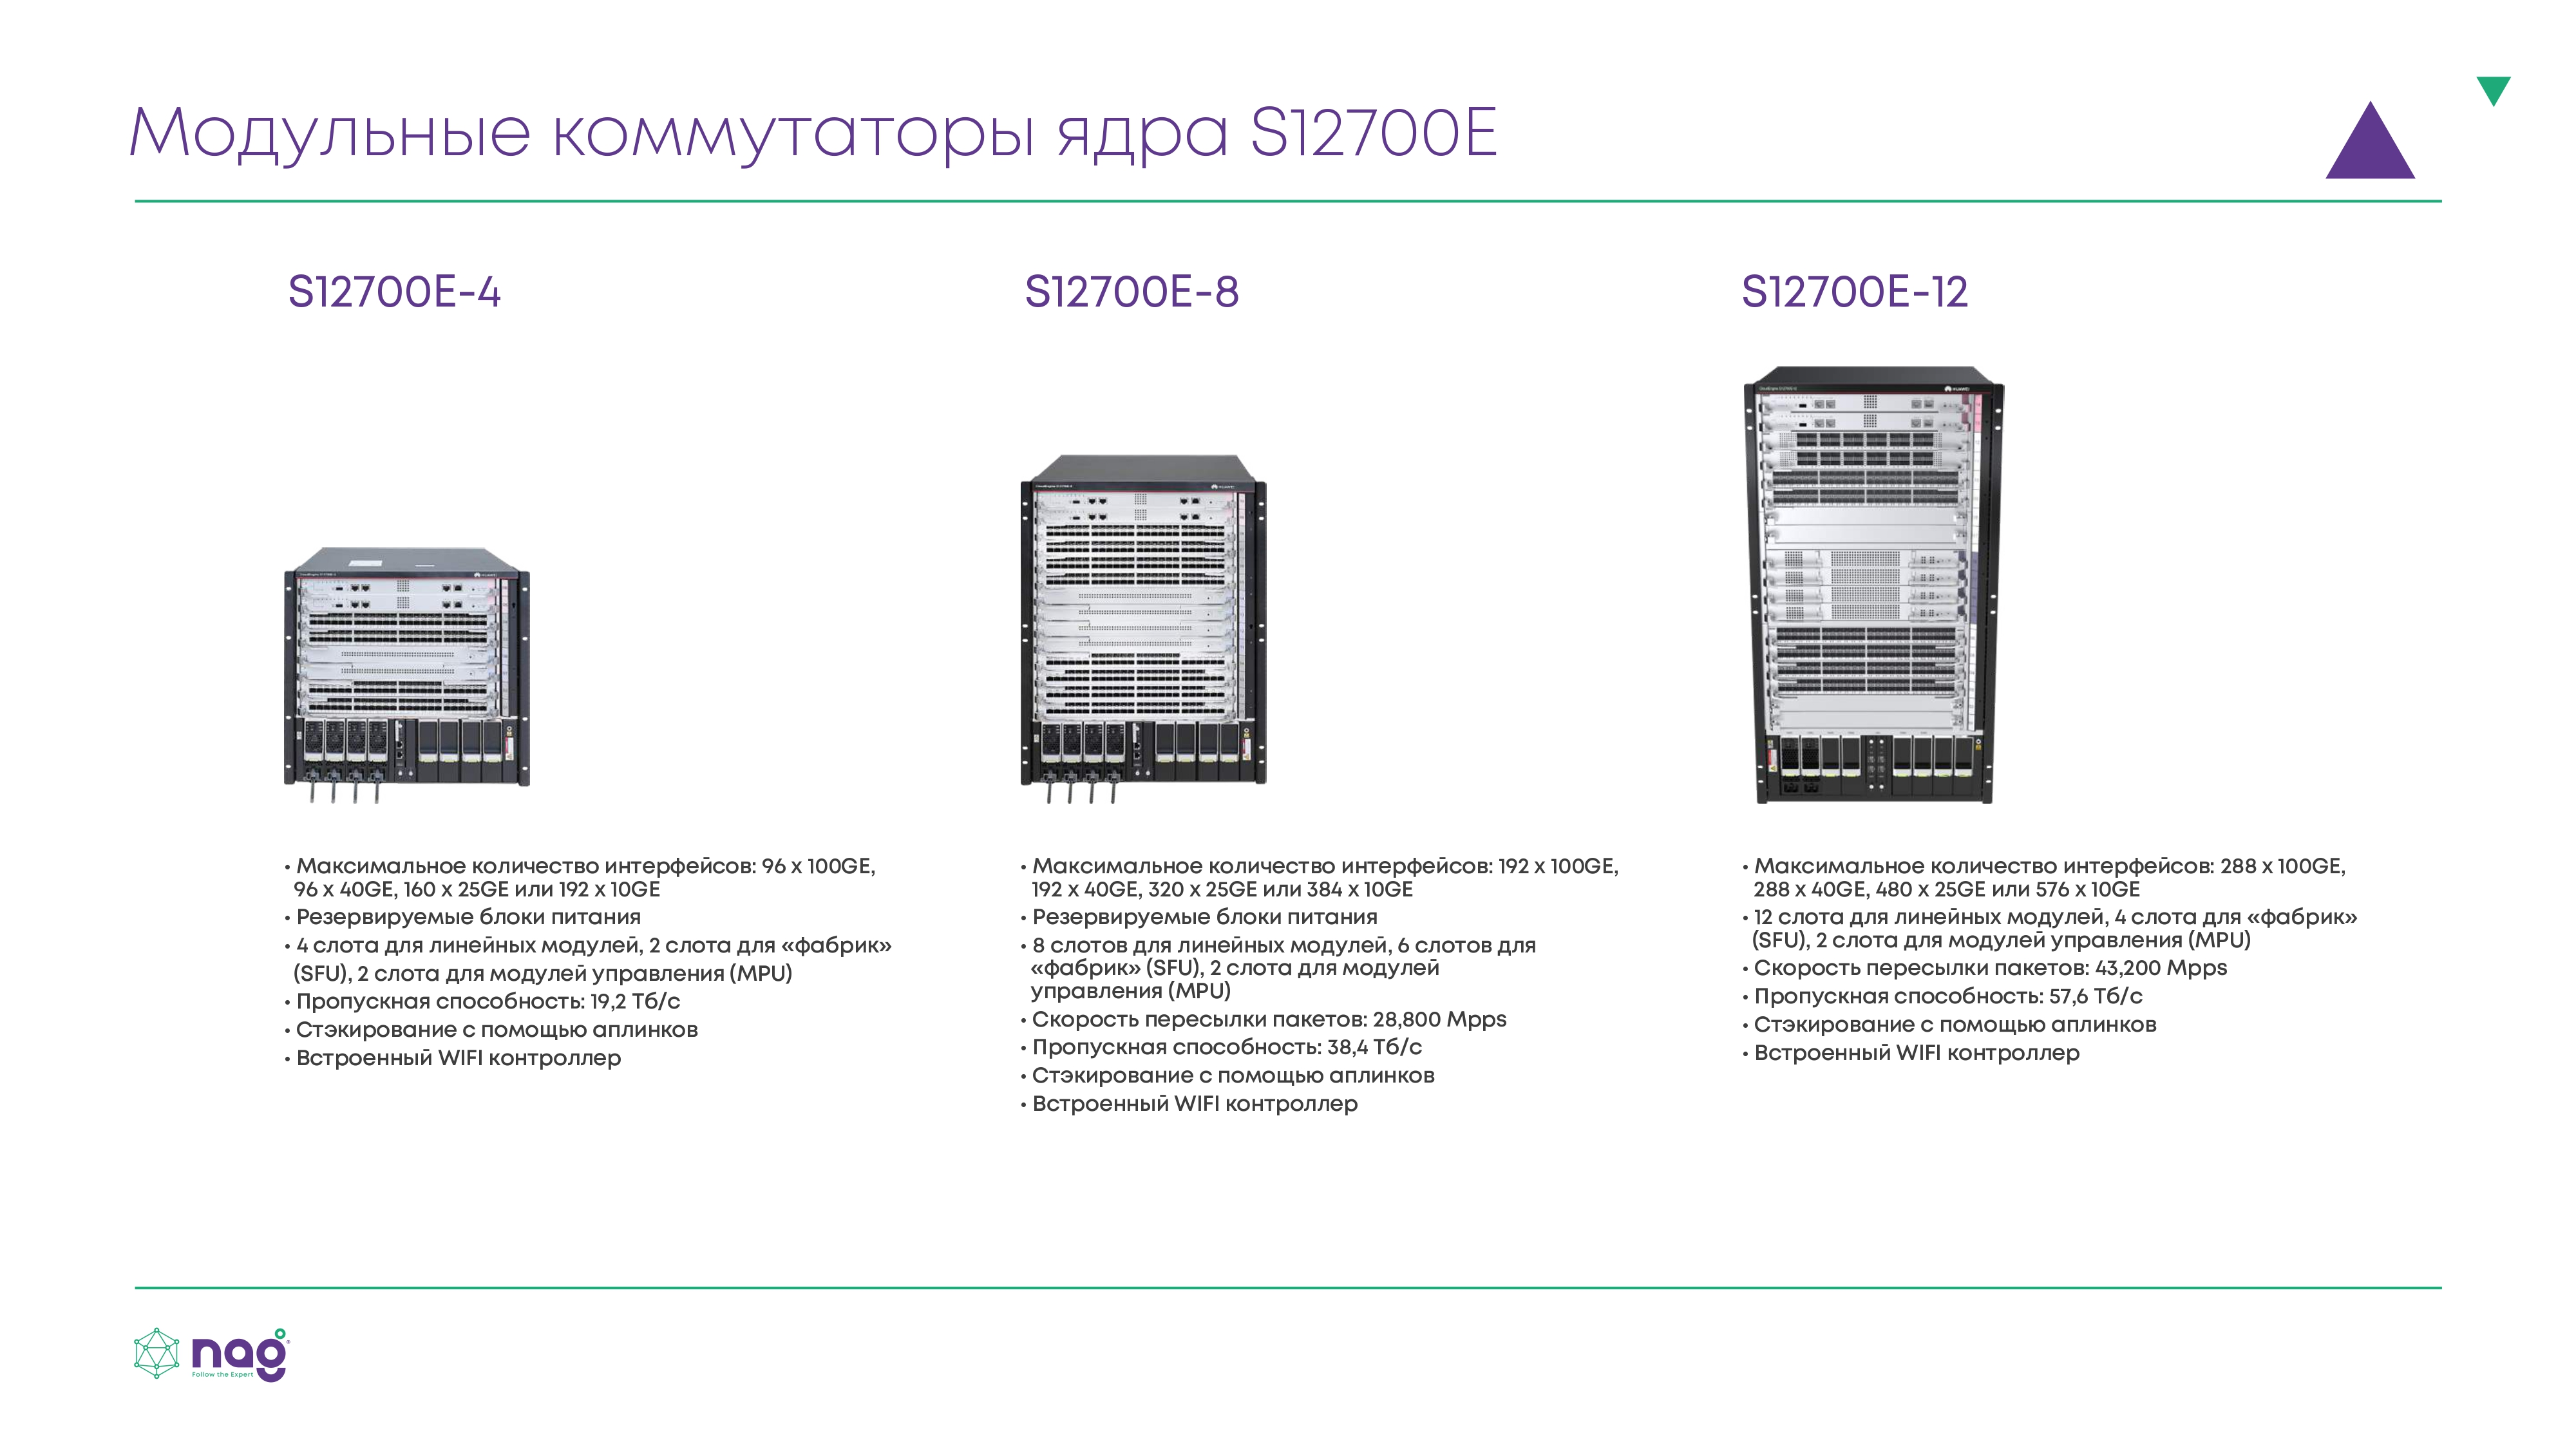 Модульные коммутаторы ядра S12700E
S12700E-4
S12700E-8
S12700E-12
HUAWEI
HUAWEI
HUAWEI
• Максимальное количество интерфейсов: 96 x 100GE,
96 x 40GE, 160 x 25GE или 192 x 10GE
• Резервируемые блоки питания
• 4 слота для линейных модулей, 2 слота для «фабрик»
(SFU), 2 слота для модулей управления (MPU)
• Пропускная способность: 19,2 Тб/с
• Стэкирование с помощью аплинков
• Встроенный WIFI контроллер
• Максимальное количество интерфейсов: 192 x 100GE,
192 x 40GE, 320 x 25GE или 384 x 10GE
• Резервируемые блоки питания
• 8 слотов для линейных модулей, 6 слотов для
«фабрик» (SFU), 2 слота для модулей
управления (MPU)
• Скорость пересылки пакетов: 28,800 Mpps
• Пропускная способность: 38,4 Тб/с
• Стэкирование с помощью аплинков
• Встроенный WIFI контроллер
• Максимальное количество интерфейсов: 288 x 100GE,
288 x 40GE, 480 x 25GE или 576 x 10GE
• 12 слота для линейных модулей, 4 слота для «фабрик»
(SFU), 2 слота для модулей управления (MPU)
• Скорость пересылки пакетов: 43,200 Mpps
• Пропускная способность: 57,6 Тб/с
• Стэкирование с помощью аплинков
• Встроенный WIFI контроллер
nag
Follow the Expert